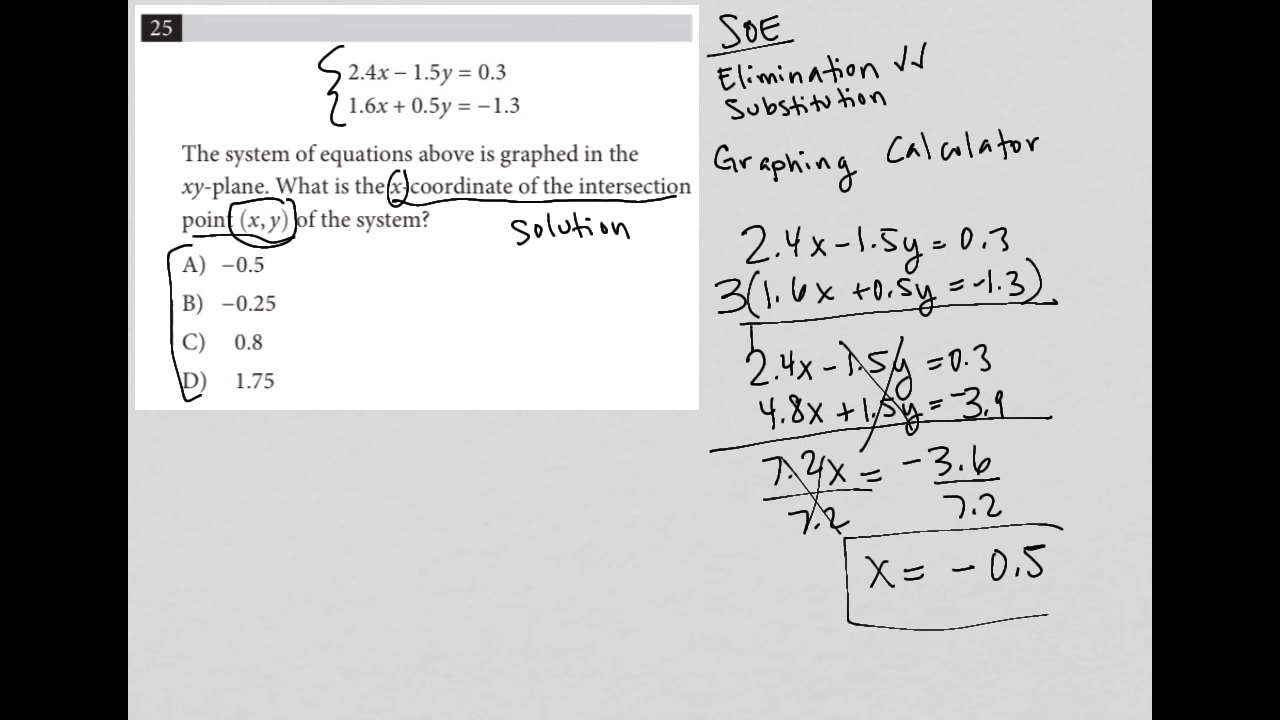 25
2.4x − 1.5y = 0.3
1.6x + 0.5y = −1.3
The system of equations above is graphed in the
xy-plane. What is the x-coordinate of the intersection
point (x, y) of the system?
solution
A) −0.5
B) −0.25
C) 0.8
D) 1.75
SOE
Elimination ✓✓
Substitution
Graphing Calculator
2.4x − 1.5y = 0.3
3(1.6x + 0.5y = −1.3)
2.4x − 1.5y = 0.3
4.8x + 1.5y = −3.9
7.2x = −3.6
7.2 7.2
x = − 0.5